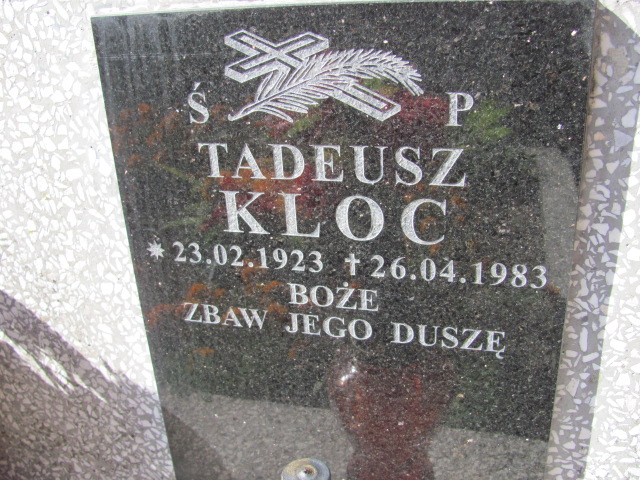 Ś P
TADEUSZ
KLOC
* 23.02.1923 † 26.04.1983
BOŻE
ZBAW JEGO DUSZĘ